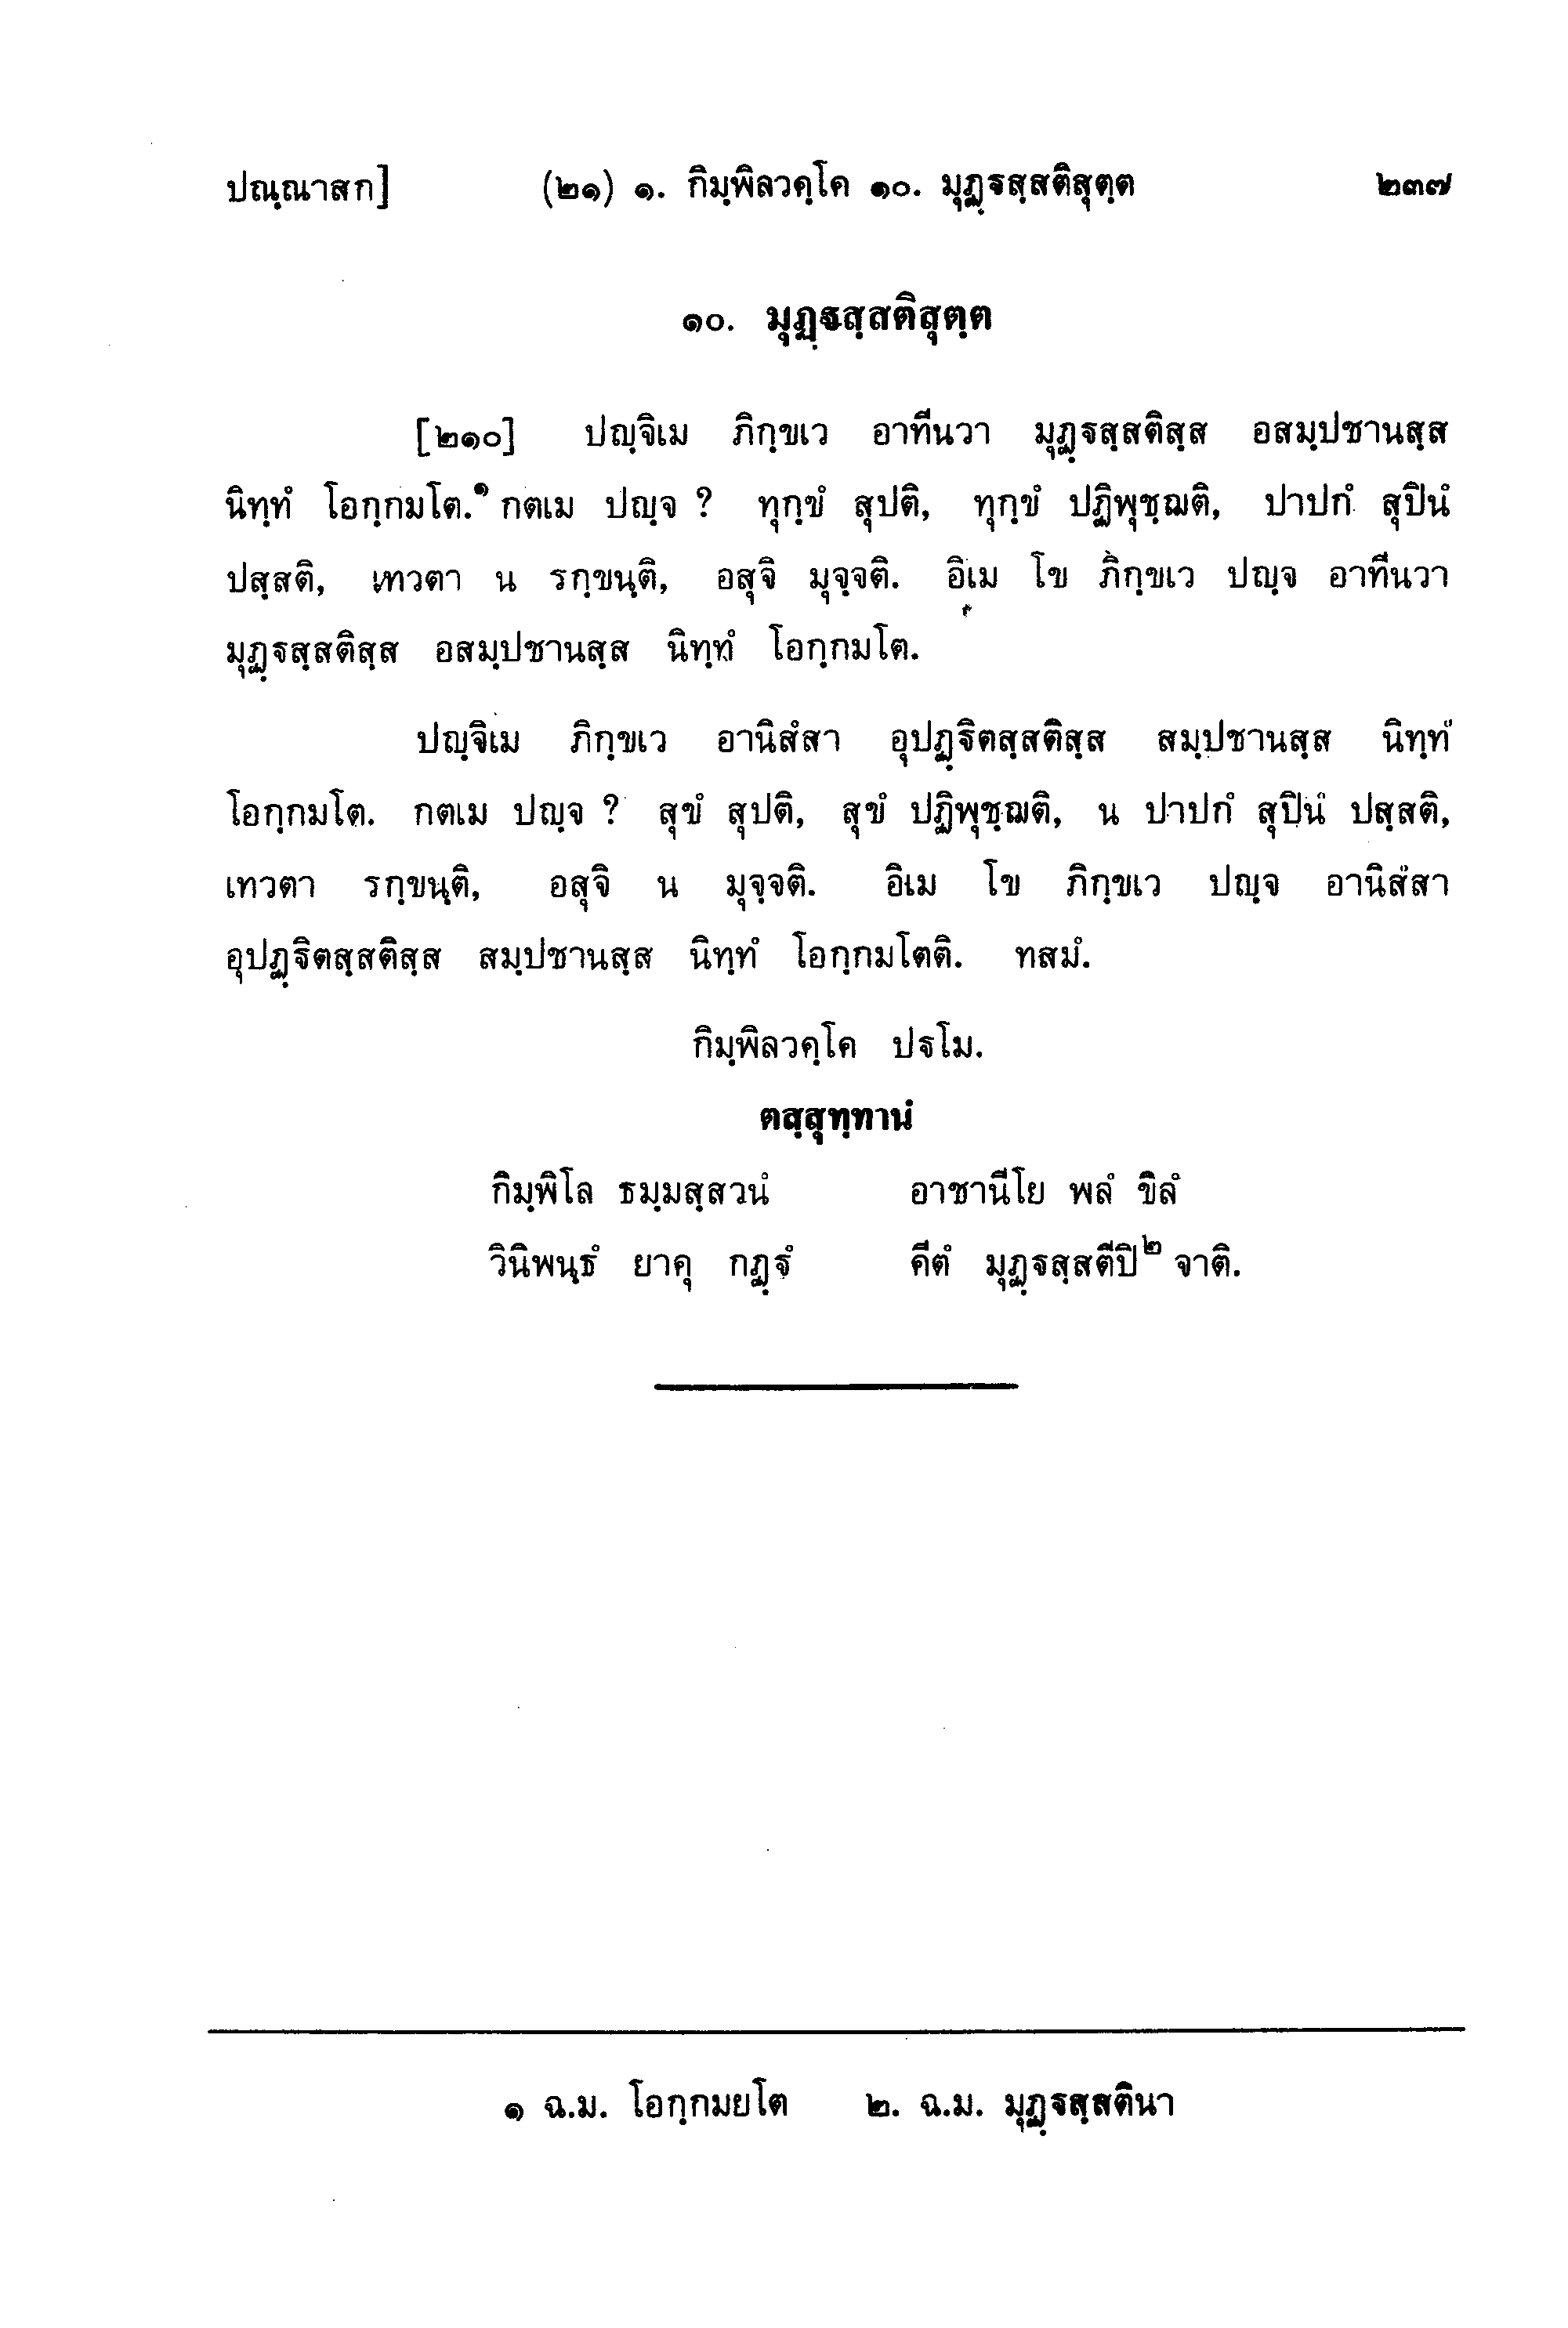 ปณฺณาสก] (๒๑) ๑. กิมฺพิลวคฺโค ๑๐. มุฏฺฐสฺสติสุตฺต ๒๓๗
๑๐. มุฏฺฐสฺสติสุตฺต
[๒๑๐] ปญฺจิเม ภิกฺขเว อาทีนวา มุฏฺฐสฺสติสฺส อสมฺปชานสฺส
นิทฺทํ โอกฺกมโต.๑ กตเม ปญฺจ ? ทุกฺขํ สุปติ, ทุกฺขํ ปฏิพุชฺฌติ, ปาปกํ สุปินํ
ปสฺสติ, เทวตา น รกฺขนฺติ, อสุจิ มุจฺจติ. อิเม โข ภิกฺขเว ปญฺจ อาทีนวา
มุฏฺฐสฺสติสฺส อสมฺปชานสฺส นิทฺทํ โอกฺกมโต.
ปญฺจิเม ภิกฺขเว อานิสํสา อุปฏฺฐิตสฺสติสฺส สมฺปชานสฺส นิทฺทํ
โอกฺกมโต. กตเม ปญฺจ ? สุขํ สุปติ, สุขํ ปฏิพุชฺฌติ, น ปาปกํ สุปินํ ปสฺสติ,
เทวตา รกฺขนฺติ, อสุจิ น มุจฺจติ. อิเม โข ภิกฺขเว ปญฺจ อานิสํสา
อุปฏฺฐิตสฺสติสฺส สมฺปชานสฺส นิทฺทํ โอกฺกมโตติ. ทสมํ.
กิมฺพิลวคฺโค ปฐโม.
ตสฺสุทฺทานํ
กิมฺพิโล ธมฺมสฺสวนํ อาชานีโย พลํ ขิลํ
วินิพนฺธํ ยาคุ กฏฺฐํ คีตํ มุฏฺฐสฺสตีปิ๒ จาติ.
๑ ฉ.ม. โอกฺกมยโต ๒. ฉ.ม. มุฏฺฐสฺสตินา